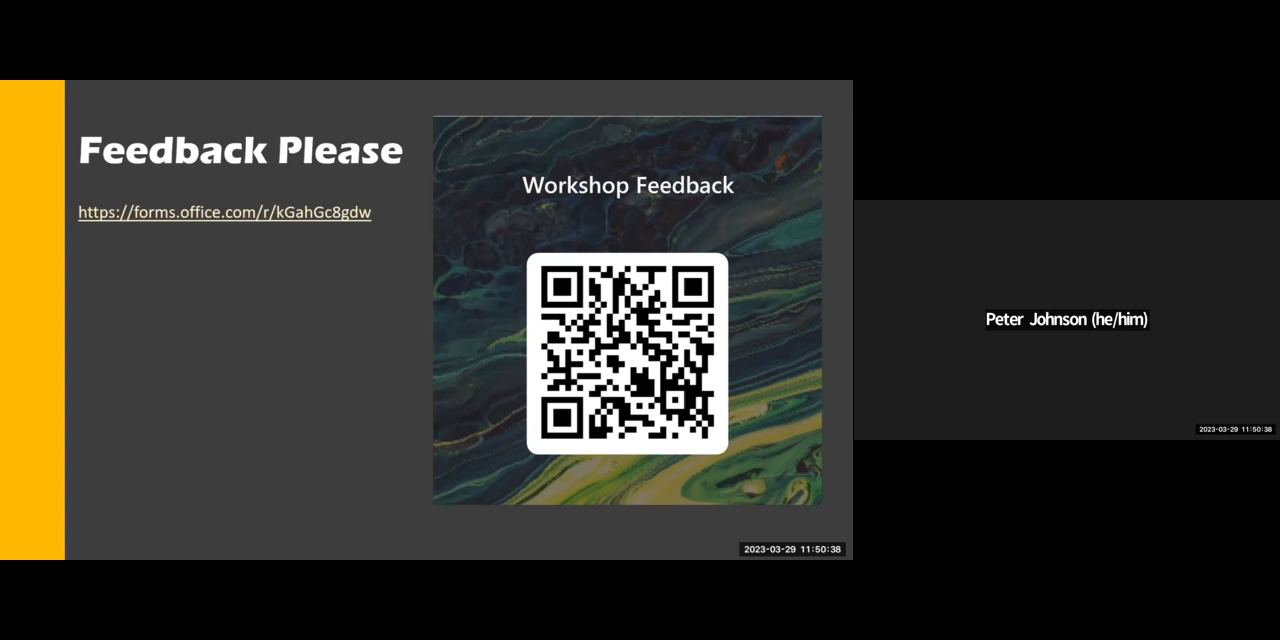 Feedback Please
https://forms.office.com/r/kGahGc8gdw
Workshop Feedback
2023-03-29 11:50:38
Peter Johnson (he/him)
2023-03-29 11:50:38